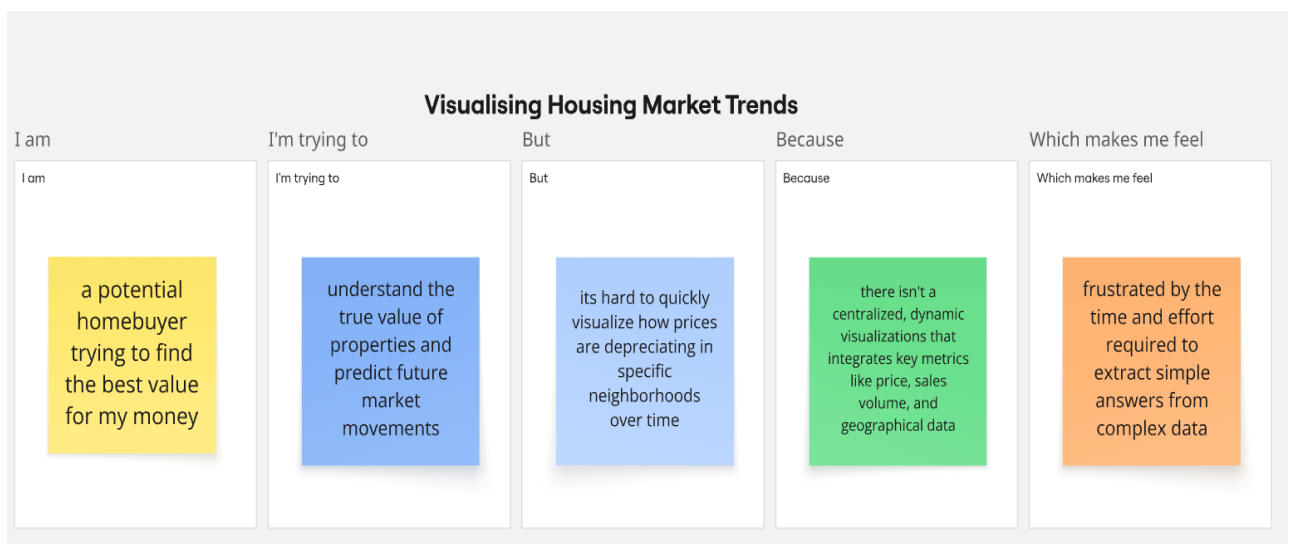 Visualising Housing Market Trends
I am
I'm trying to
But
Because
Which makes me feel
I am
I'm trying to
But
Because
Which makes me feel
a potential
homebuyer
trying to find
the best value
for my money
understand the
true value of
properties and
predict future
market
movements
its hard to quickly
visualize how prices
are depreciating in
specific
neighborhoods
over time
there isn't a
centralized, dynamic
visualizations that
integrates key metrics
like price, sales
volume, and
geographical data
frustrated by the
time and effort
required to
extract simple
answers from
complex data